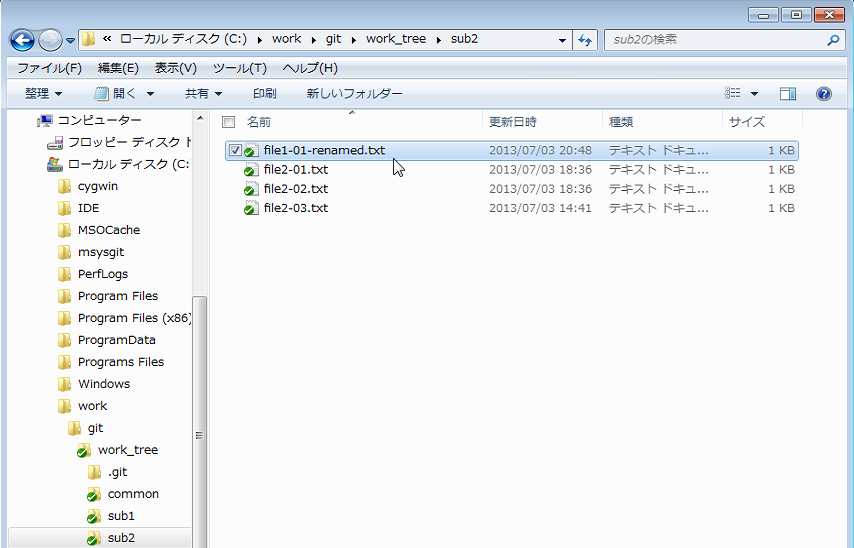 « ローカル ディスク (C:) ▸ work ▸ git ▸ work_tree ▸ sub2
sub2の検索
ファイル(F) 編集(E) 表示(V) ツール(T) ヘルプ(H)
整理 開く 共有 印刷 新しいフォルダー
コンピューター
フロッピー ディスク ト
ローカル ディスク (C:
cygwin
IDE
MSOCache
msysgit
PerfLogs
Program Files
Program Files (x86)
ProgramData
Programs Files
Windows
work
git
work_tree
.git
common
sub1
sub2
名前 更新日時 種類 サイズ
file1-01-renamed.txt 2013/07/03 20:48 テキスト ドキュ... 1 KB
file2-01.txt 2013/07/03 18:36 テキスト ドキュ... 1 KB
file2-02.txt 2013/07/03 18:36 テキスト ドキュ... 1 KB
file2-03.txt 2013/07/03 14:41 テキスト ドキュ... 1 KB